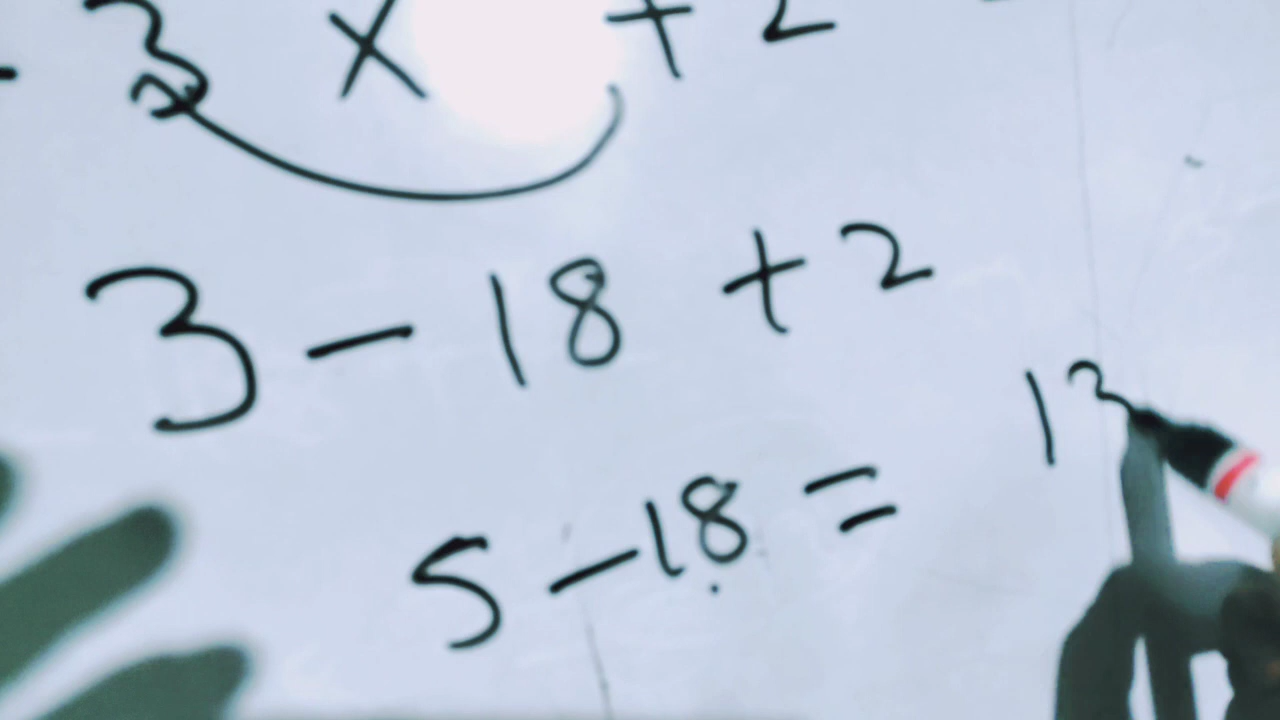 - 3 × + 2
3 - 18 + 2
5 - 18 = 13